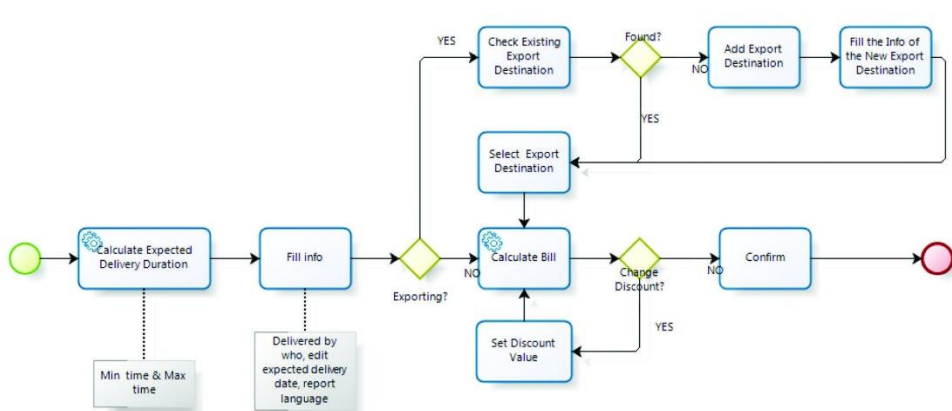 YES
Check Existing
Export
Destination
Found?
NO
Add Export
Destination
Fill the Info of
the New Export
Destination
YES
Select Export
Destination
Calculate Expected
Delivery Duration
Fill info
Exporting?
NO
Calculate Bill
Change
Discount?
NO
Confirm
YES
Set Discount
Value
Min time & Max
time
Delivered by
who, edit
expected delivery
date, report
language